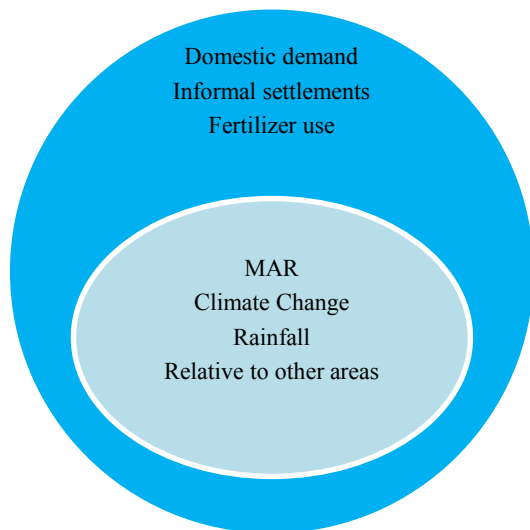 Domestic demand
Informal settlements
Fertilizer use
MAR
Climate Change
Rainfall
Relative to other areas